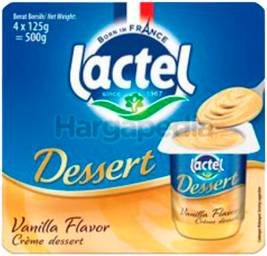 Berat Bersih/ Net Weight:
4 x 125g
= 500g
BORN IN FRANCE
lactel
SINCE 1967
Hargapedia
Dessert
Vanilla Flavor
Crème dessert
lactel
Dessert
Vanilla Flavor
Crème dessert